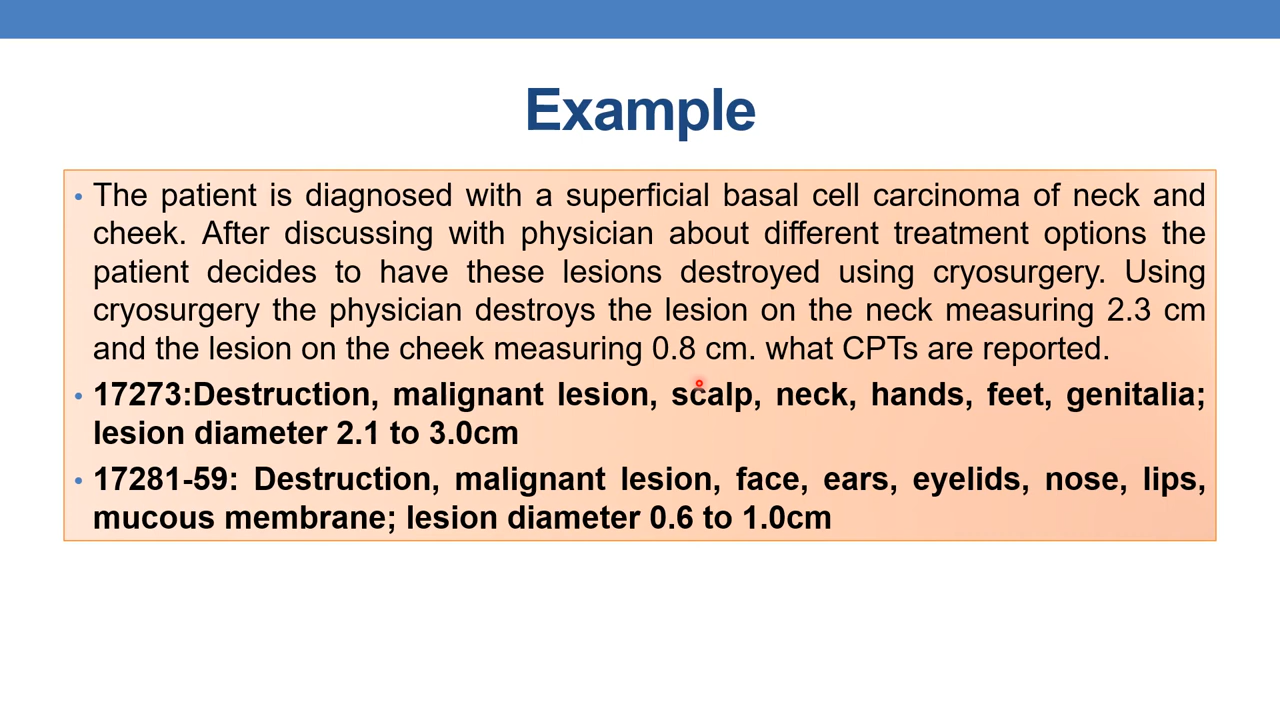 Example
• The patient is diagnosed with a superficial basal cell carcinoma of neck and
cheek. After discussing with physician about different treatment options the
patient decides to have these lesions destroyed using cryosurgery. Using
cryosurgery the physician destroys the lesion on the neck measuring 2.3 cm
and the lesion on the cheek measuring 0.8 cm. what CPTs are reported.
• 17273:Destruction, malignant lesion, scalp, neck, hands, feet, genitalia;
lesion diameter 2.1 to 3.0cm
• 17281-59: Destruction, malignant lesion, face, ears, eyelids, nose, lips,
mucous membrane; lesion diameter 0.6 to 1.0cm